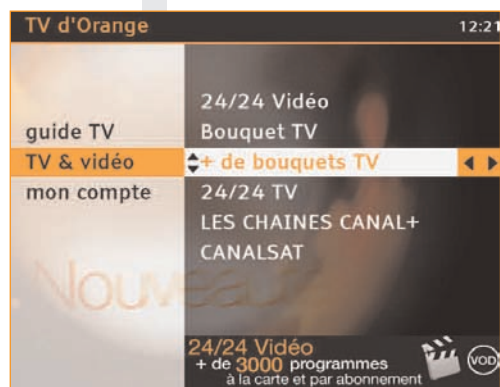 TV d'Orange 12:21
24/24 Vidéo
guide TV Bouquet TV
TV & vidéo + de bouquets TV
mon compte 24/24 TV
LES CHAINES CANAL+
CANALSAT
Nouveauté
24/24 Vidéo
+ de 3000 programmes
à la carte et par abonnement
VOD